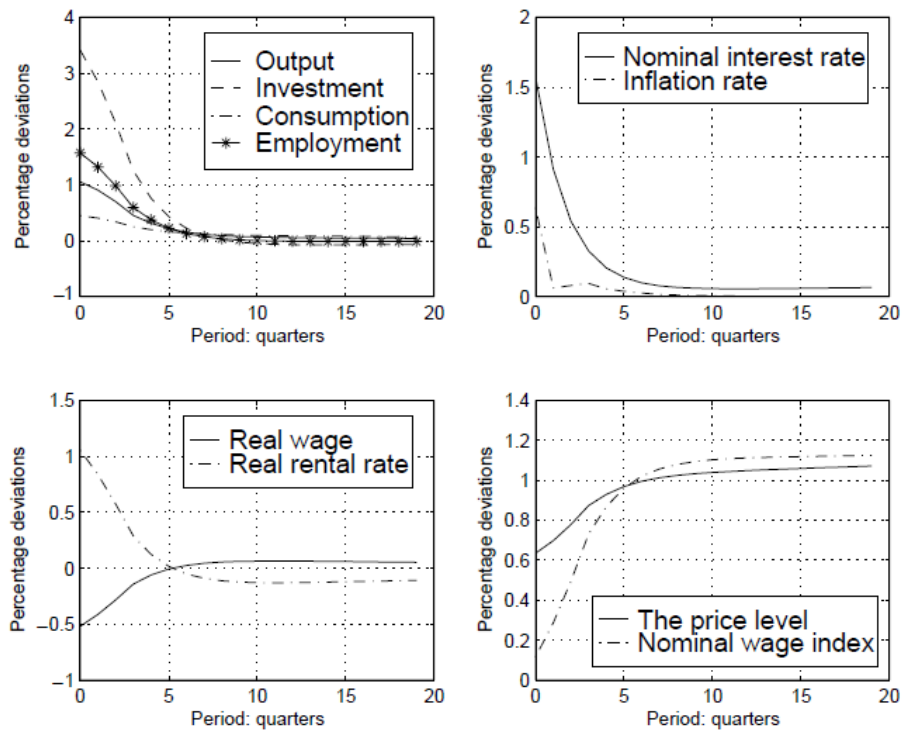 4
3
2
1
0
–1
Percentage deviations
Output
Investment
Consumption
Employment
0 5 10 15 20
Period: quarters
2
1.5
1
0.5
0
Percentage deviations
Nominal interest rate
Inflation rate
0 5 10 15 20
Period: quarters
1.5
1
0.5
0
–0.5
–1
Percentage deviations
Real wage
Real rental rate
0 5 10 15 20
Period: quarters
1.4
1.2
1
0.8
0.6
0.4
0.2
0
Percentage deviations
The price level
Nominal wage index
0 5 10 15 20
Period: quarters